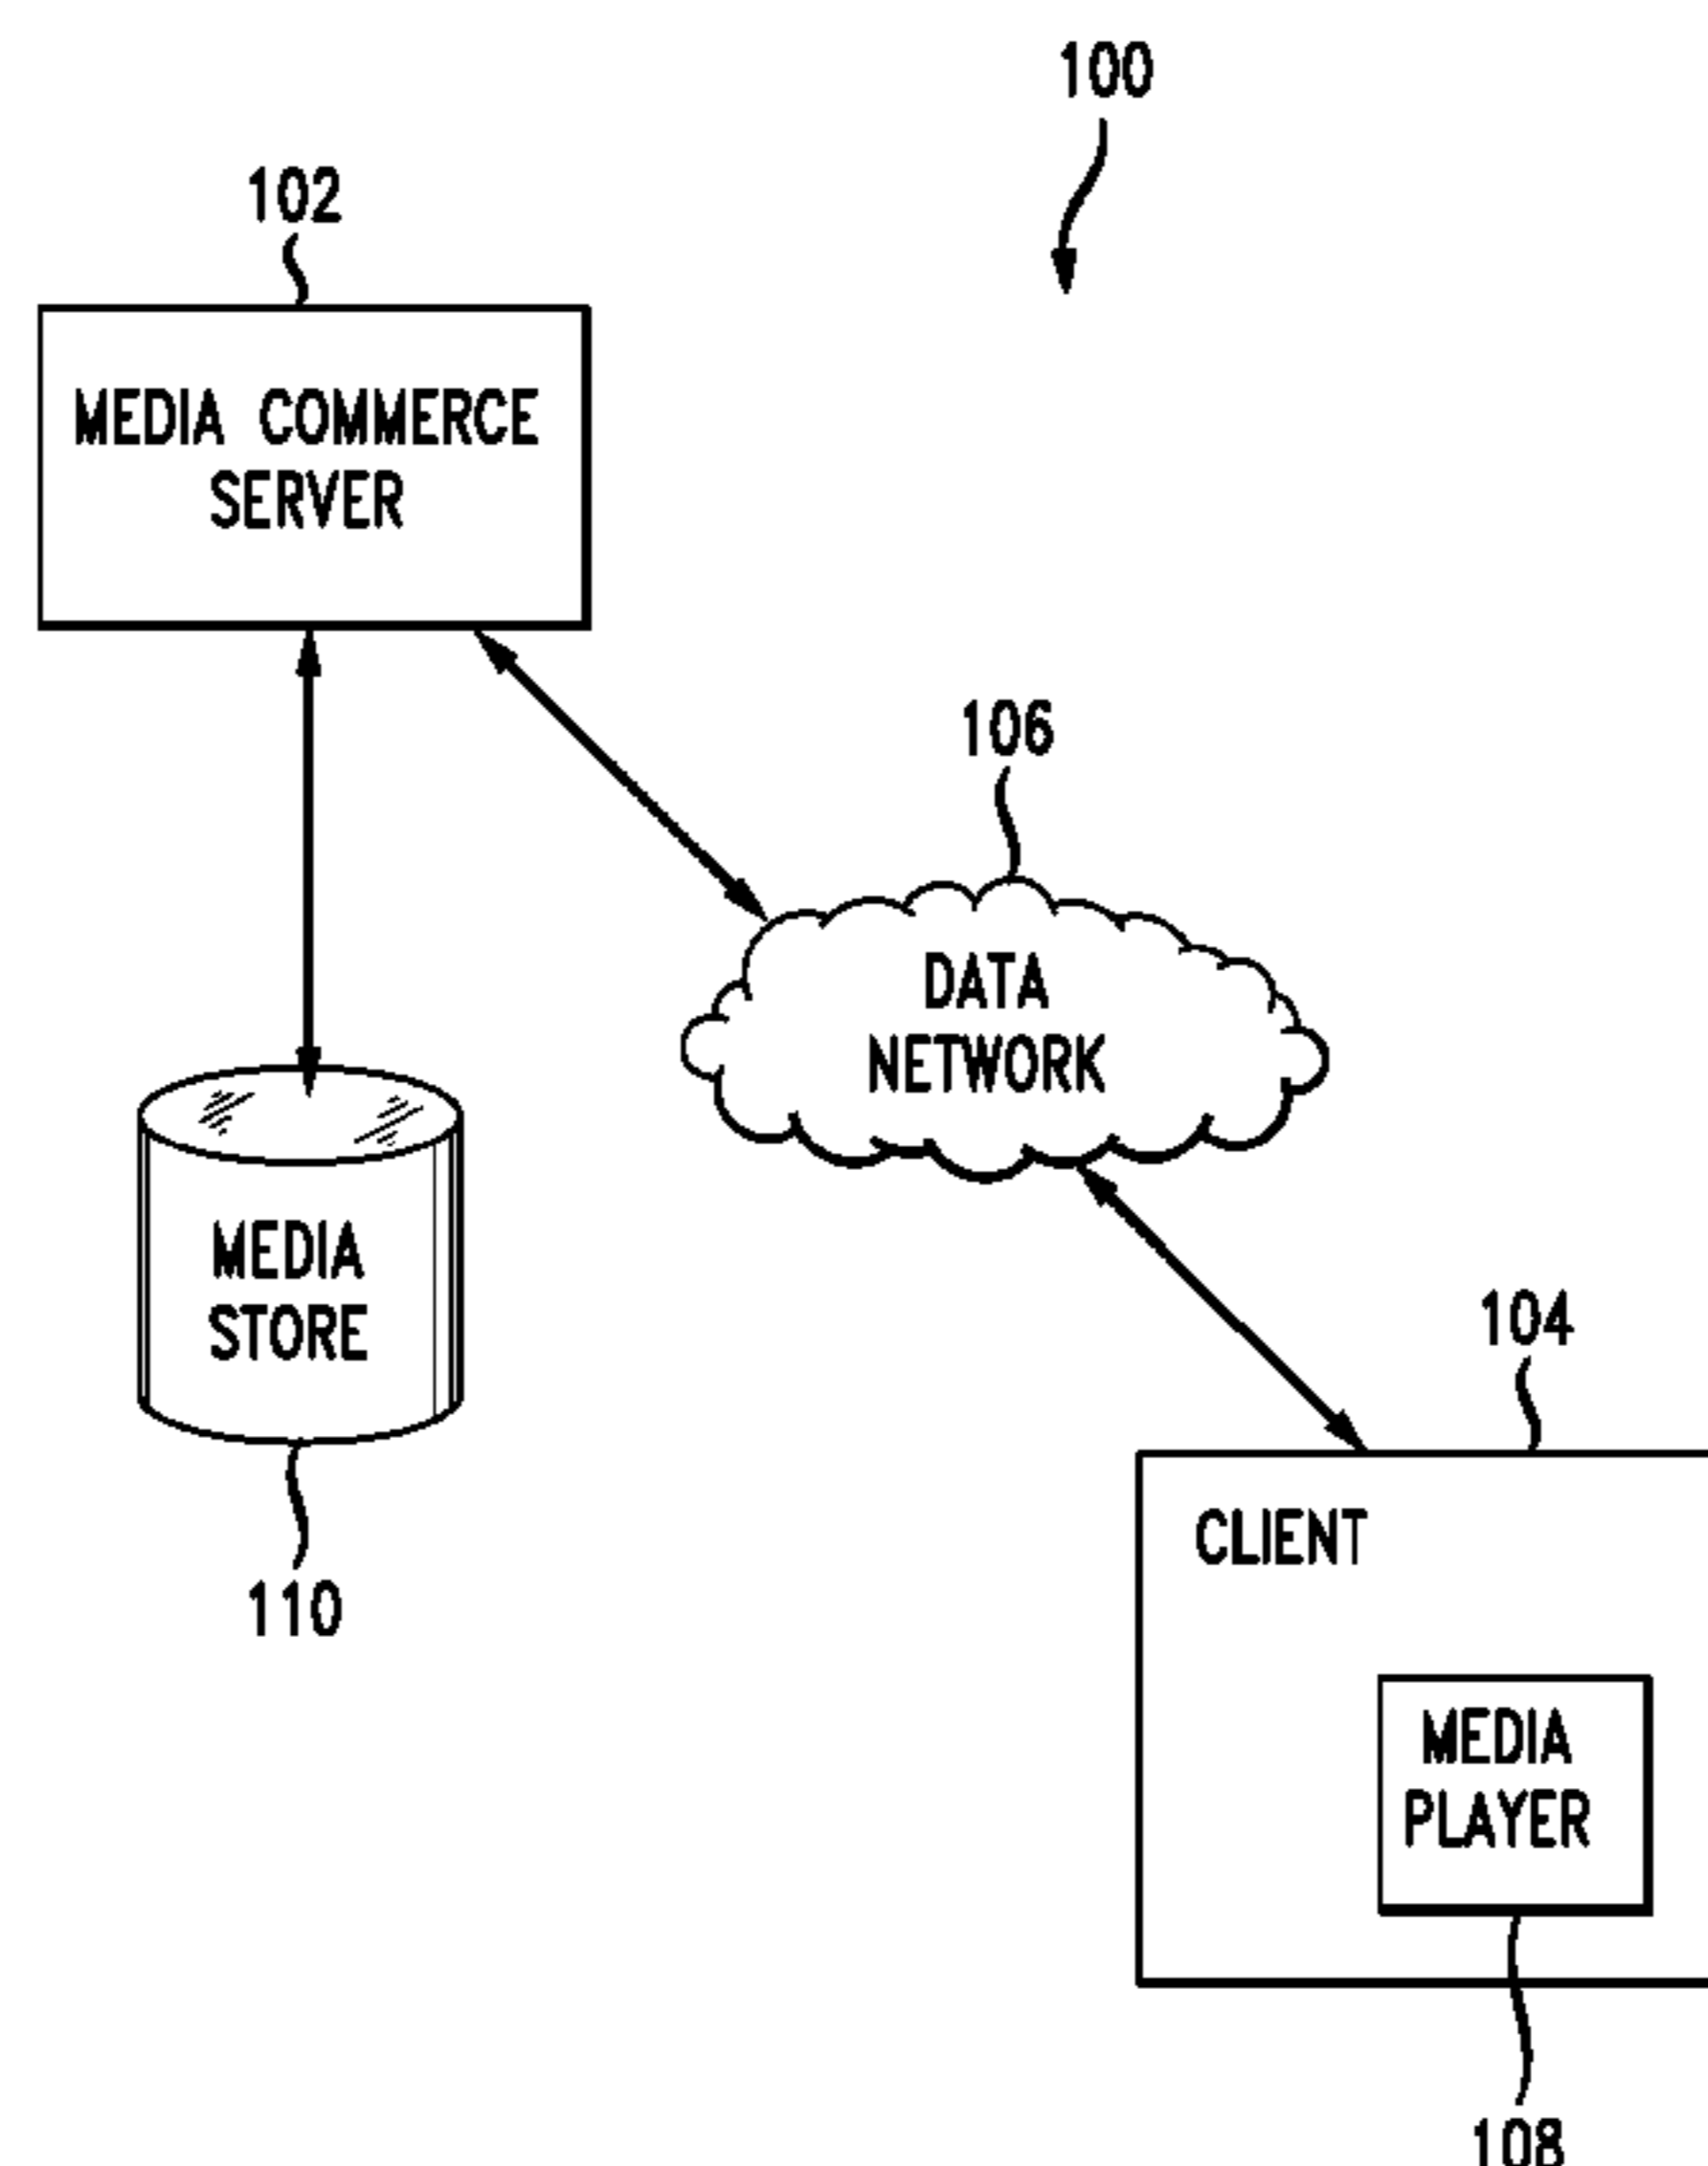 100
102
MEDIA COMMERCE
SERVER
106
DATA
NETWORK
MEDIA
STORE
110
104
CLIENT
MEDIA
PLAYER
108